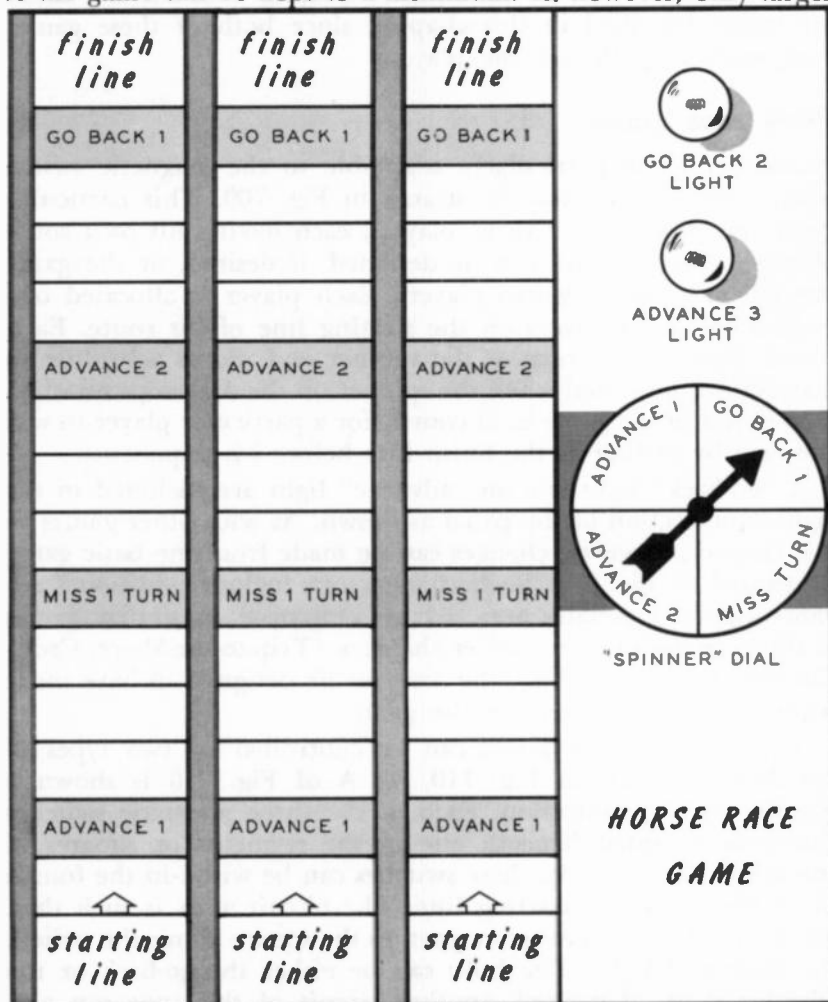 finish
line
finish
line
finish
line
GO BACK 1
GO BACK 1
GO BACK 1
ADVANCE 2
ADVANCE 2
ADVANCE 2
MISS 1 TURN
MISS 1 TURN
MISS 1 TURN
ADVANCE 1
ADVANCE 1
ADVANCE 1
starting
line
starting
line
starting
line
GO BACK 2
LIGHT
ADVANCE 3
LIGHT
ADVANCE 1
GO BACK 1
ADVANCE 2
MISS TURN
"SPINNER" DIAL
HORSE RACE
GAME